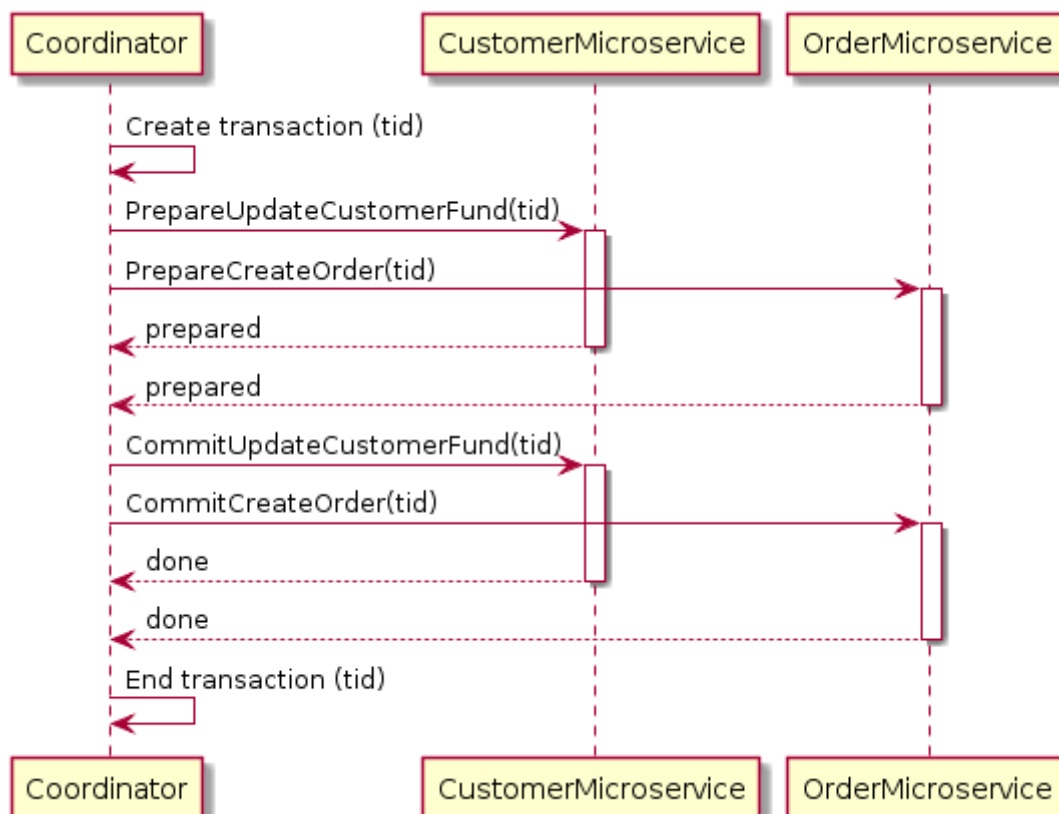 Coordinator CustomerMicroservice OrderMicroservice
Create transaction (tid)
PrepareUpdateCustomerFund(tid)
PrepareCreateOrder(tid)
prepared
prepared
CommitUpdateCustomerFund(tid)
CommitCreateOrder(tid)
done
done
End transaction (tid)
Coordinator CustomerMicroservice OrderMicroservice